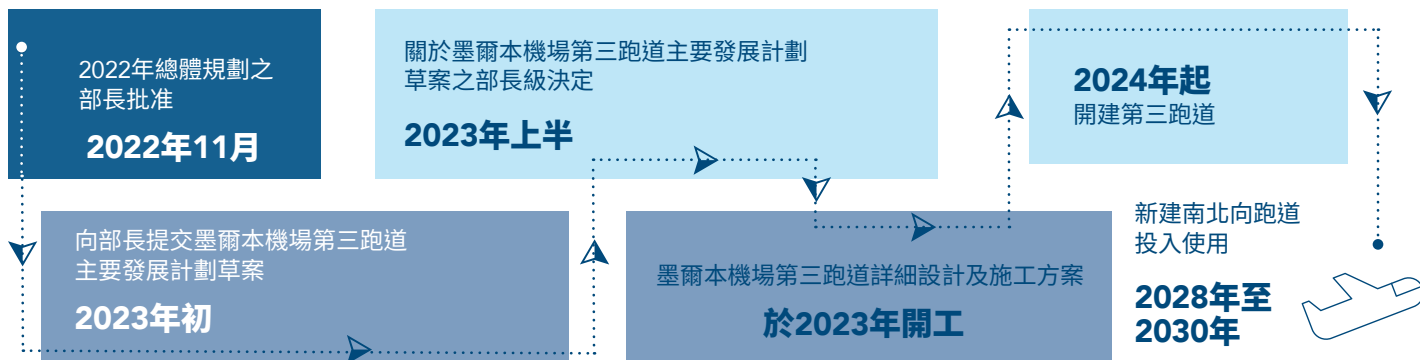 2022年總體規劃之
部長批准
2022年11月
向部長提交墨爾本機場第三跑道
主要發展計劃草案
2023年初
關於墨爾本機場第三跑道主要發展計劃
草案之部長級決定
2023年上半
墨爾本機場第三跑道詳細設計及施工方案
於2023年開工
2024年起
開建第三跑道
新建南北向跑道
投入使用
2028年至
2030年